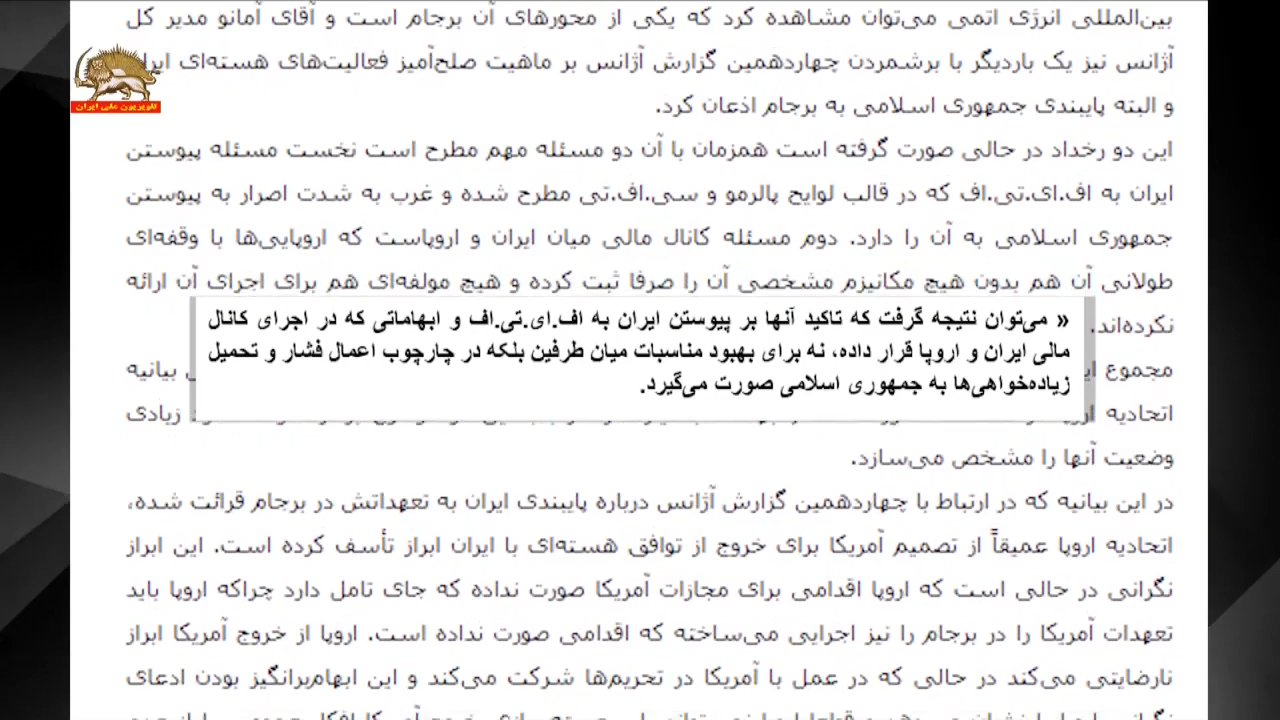 بین‌المللی انرژی اتمی می‌توان مشاهده کرد که یکی از محورهای آن برجام است و آقای آمانو مدیر کل
آژانس نیز یک باردیگر با برشمردن چهاردهمین گزارش آژانس بر ماهیت صلح‌آمیز فعالیت‌های هسته‌ای
تلویزیون ملی ایران
و البته پایبندی جمهوری اسلامی به برجام اذعان کرد.
این دو رخداد در حالی صورت گرفته است همزمان با آن دو مسئله مهم مطرح است نخست مسئله پیوستن
ایران به اف.ای.تی.اف که در قالب لوایح پالرمو و سی.اف.تی مطرح شده و غرب به شدت اصرار به پیوستن
جمهوری اسلامی به آن را دارد. دوم مسئله کانال مالی میان ایران و اروپاست که اروپایی‌ها با وقفه‌ای
طولانی آن هم بدون هیچ مکانیزم مشخصی آن را صرفا ثبت کرده و هیچ مولفه‌ای هم برای اجرای آن ارائه
نکرده‌اند.
« می‌توان نتیجه گرفت که تاکید آنها بر پیوستن ایران به اف.ای.تی.اف و ابهاماتی که در اجرای کانال
مالی ایران و اروپا قرار داده، نه برای بهبود مناسبات میان طرفین بلکه در چارچوب اعمال فشار و تحمیل
زیاده‌خواهی‌ها به جمهوری اسلامی صورت می‌گیرد.
مجموع بیانیه
اتحادیه زیادی
وضعیت آنها را مشخص می‌سازد.
در این بیانیه که در ارتباط با چهاردهمین گزارش آژانس درباره پایبندی ایران به تعهداتش در برجام قرائت شده،
اتحادیه اروپا عمیقاً از تصمیم آمریکا برای خروج از توافق هسته‌ای با ایران ابراز تأسف کرده است. این ابراز
نگرانی در حالی است که اروپا اقدامی برای مجازات آمریکا صورت نداده که جای تامل دارد چراکه اروپا باید
تعهدات آمریکا را در برجام را نیز اجرایی می‌ساخته که اقدامی صورت نداده است. اروپا از خروج آمریکا ابراز
نارضایتی می‌کند در حالی که در عمل با آمریکا در تحریم‌ها شرکت می‌کند و این ابهام‌برانگیز بودن ادعای